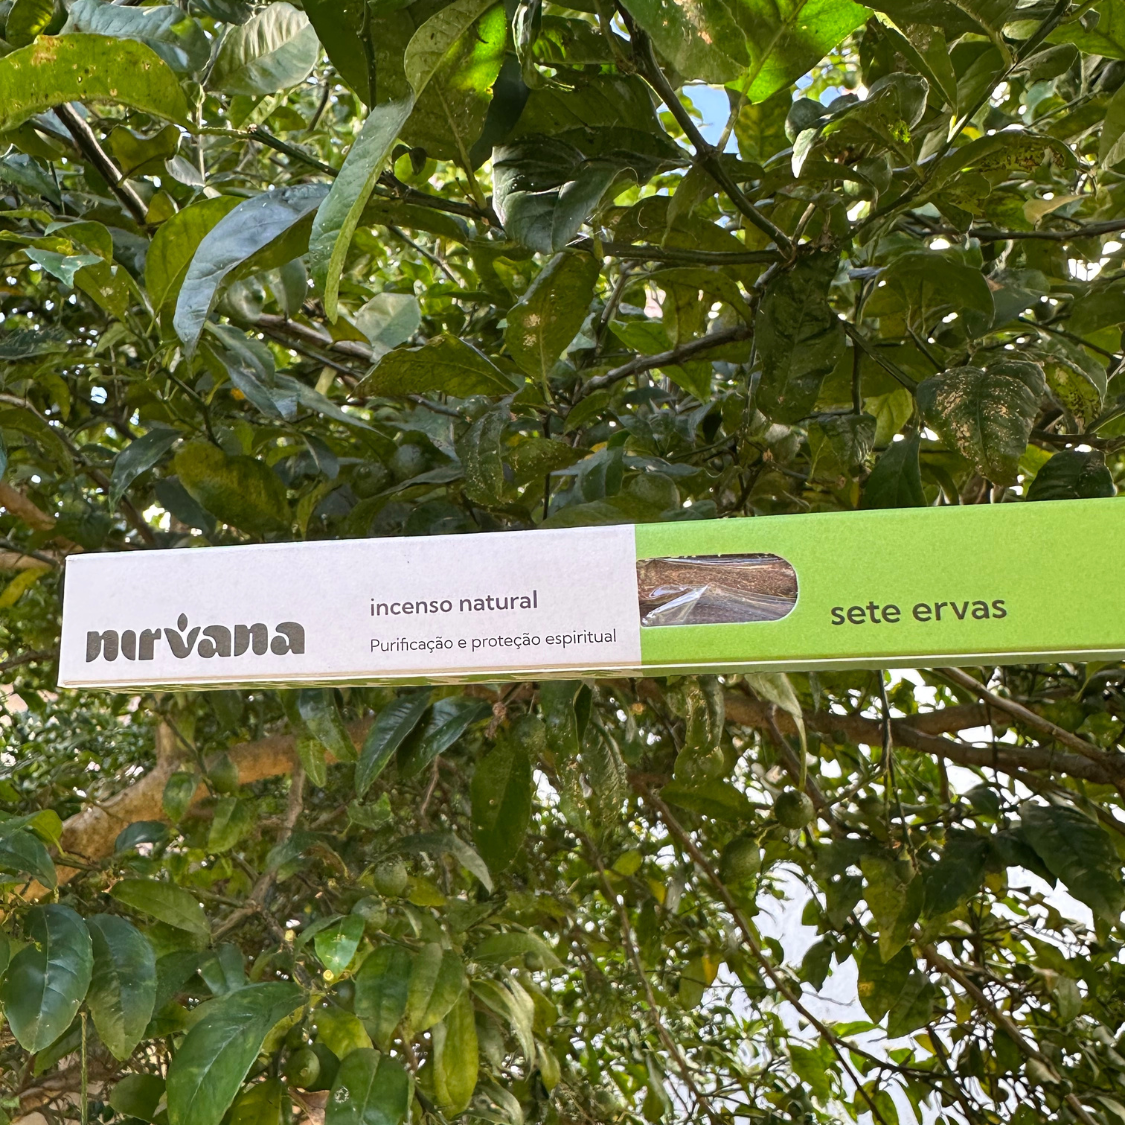 nirvana
incenso natural
Purificação e proteção espiritual
sete ervas